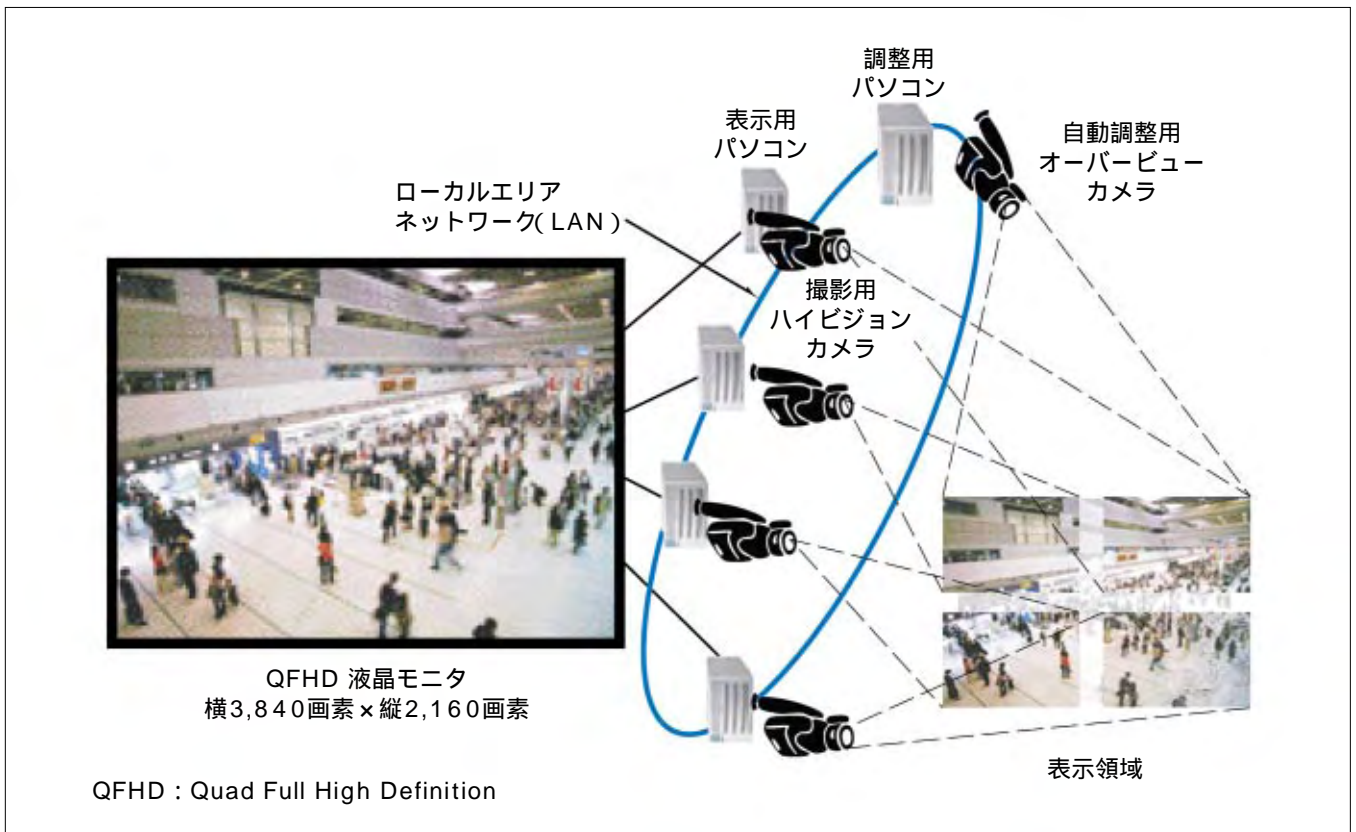 調整用
パソコン
表示用
パソコン
自動調整用
オーバービュー
カメラ
ローカルエリア
ネットワーク(LAN)
撮影用
ハイビジョン
カメラ
QFHD 液晶モニタ
横3,840画素×縦2,160画素
表示領域
QFHD：Quad Full High Definition